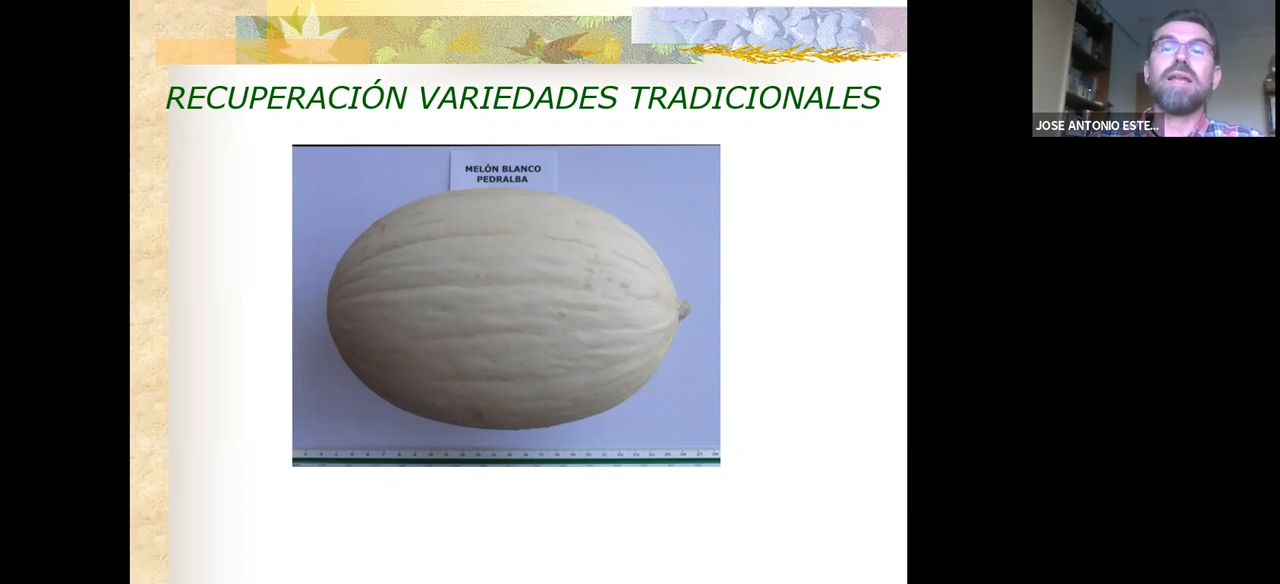 RECUPERACIÓN VARIEDADES TRADICIONALES
MELÓN BLANCO
PEDRALBA
JOSE ANTONIO ESTE...